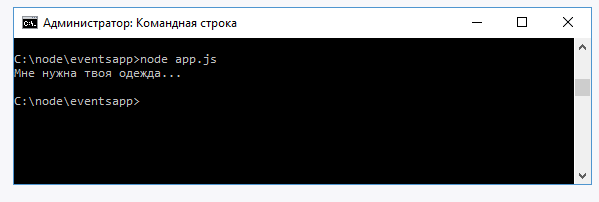 Администратор: Командная строка
C:\node\eventsapp>node app.js
Мне нужна твоя одежда...
C:\node\eventsapp>